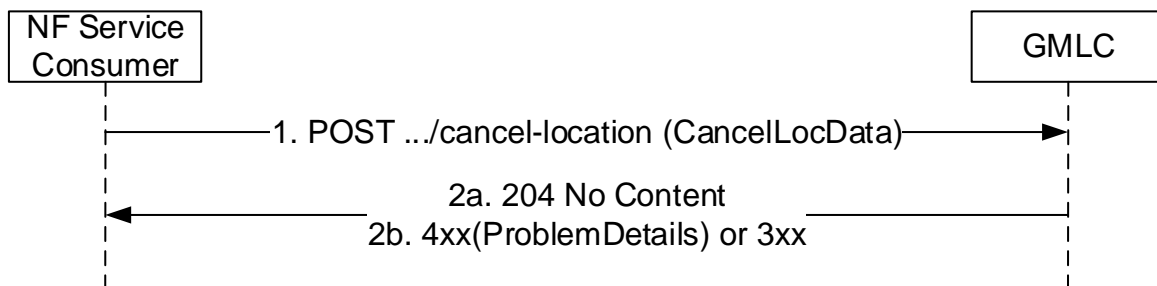 NF Service
Consumer
GMLC
1. POST .../cancel-location (CancelLocData)
2a. 204 No Content
2b. 4xx(ProblemDetails) or 3xx